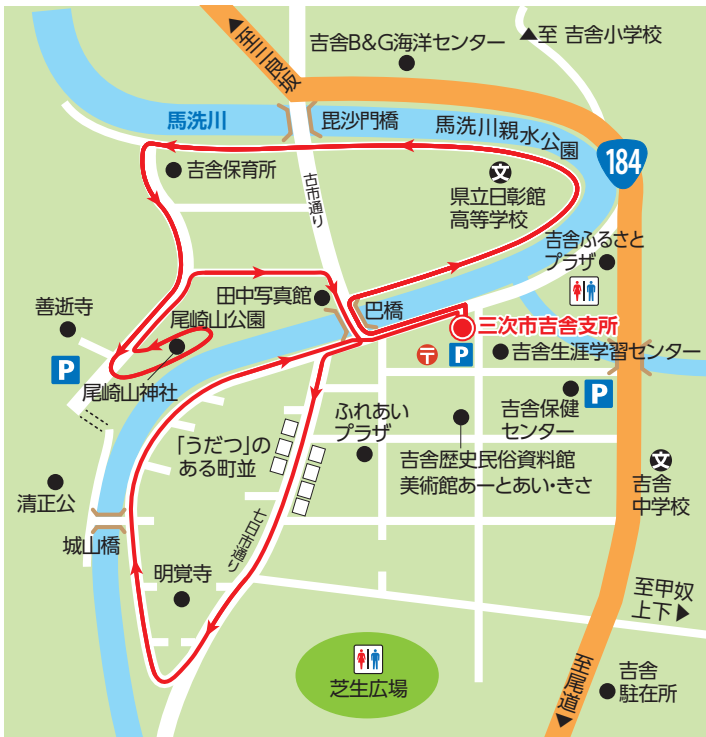 至三良坂
吉舎B&G海洋センター
▲至 吉舎小学校
馬洗川
毘沙門橋
馬洗川親水公園
184
吉舎保育所
古市通り
文
県立日彰館
高等学校
吉舎ふるさと
プラザ
田中写真館
巴橋
善逝寺
尾崎山公園
三次市吉舎支所
P
〒
P
吉舎生涯学習センター
尾崎山神社
吉舎保健
センター
P
ふれあい
プラザ
「うだつ」の
ある町並
吉舎歴史民俗資料館
美術館あーとあい・きさ
文
吉舎
中学校
清正公
城山橋
七日市通り
明覚寺
至甲奴
上下▶
芝生広場
至尾道
吉舎
駐在所